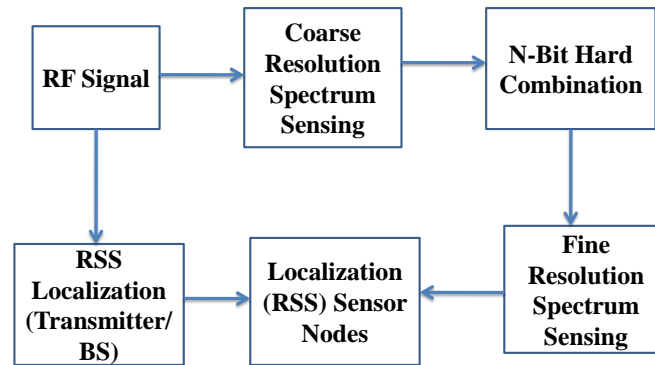 RF Signal
Coarse
Resolution
Spectrum
Sensing
N-Bit Hard
Combination
RSS
Localization
(Transmitter/
BS)
Localization
(RSS) Sensor
Nodes
Fine
Resolution
Spectrum
Sensing